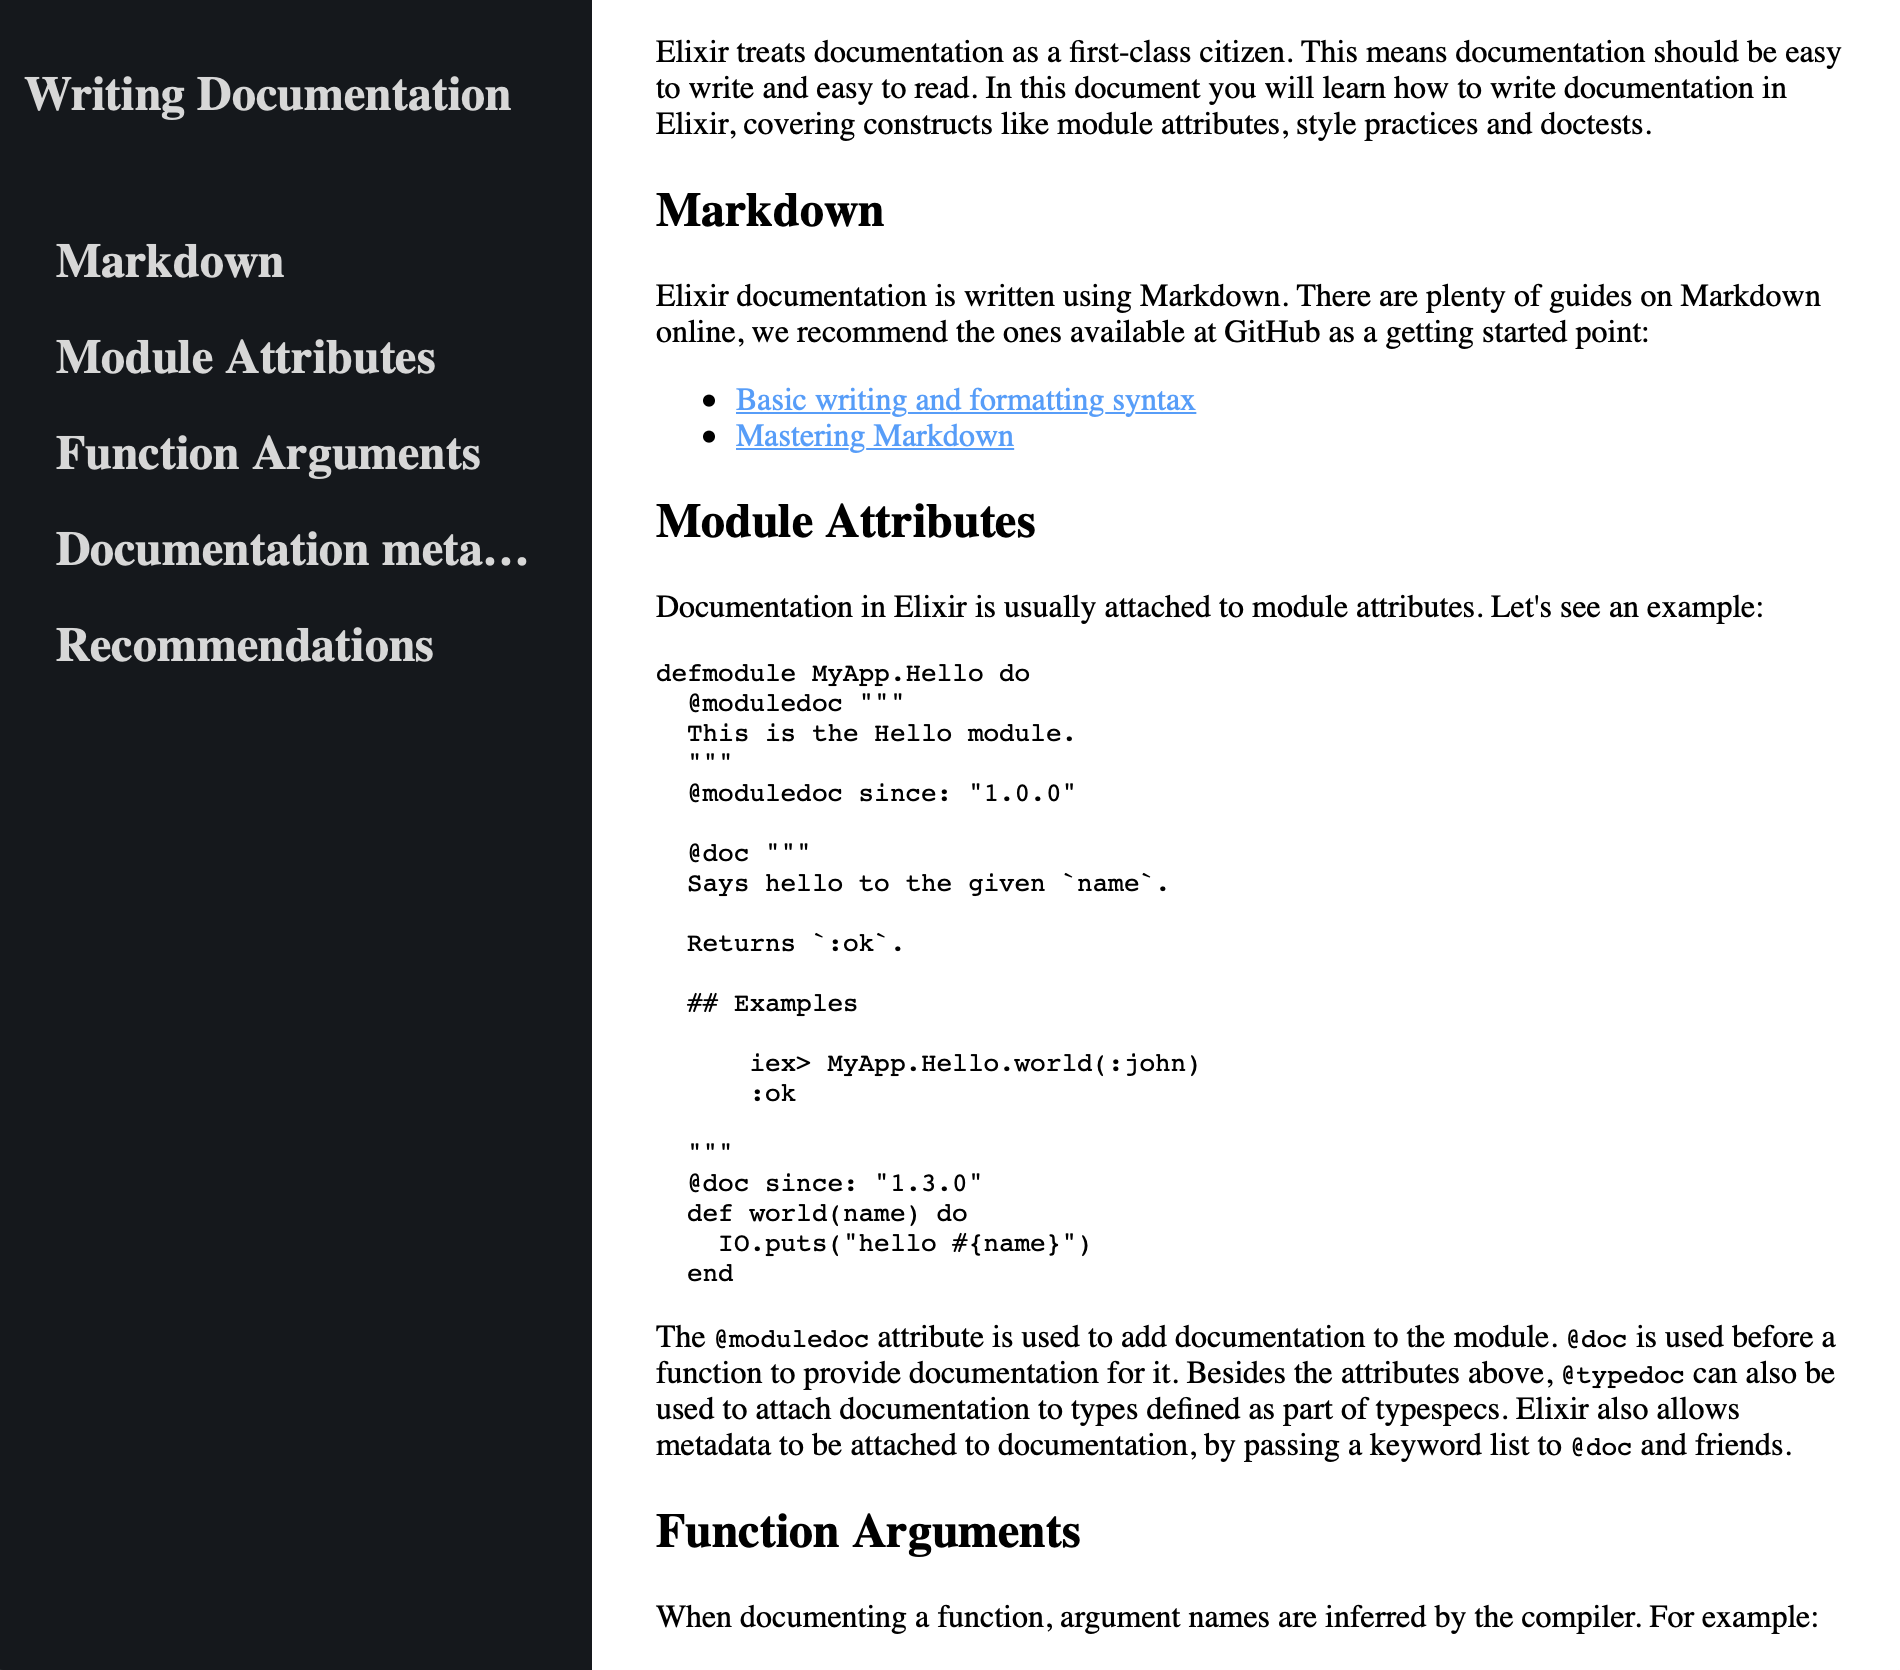 Writing Documentation
Markdown
Module Attributes
Function Arguments
Documentation meta…
Recommendations
Elixir treats documentation as a first-class citizen. This means documentation should be easy
to write and easy to read. In this document you will learn how to write documentation in
Elixir, covering constructs like module attributes, style practices and doctests.
Markdown
Elixir documentation is written using Markdown. There are plenty of guides on Markdown
online, we recommend the ones available at GitHub as a getting started point:
• Basic writing and formatting syntax
• Mastering Markdown
Module Attributes
Documentation in Elixir is usually attached to module attributes. Let's see an example:
defmodule MyApp.Hello do
  @moduledoc """
  This is the Hello module.
  """
  @moduledoc since: "1.0.0"
  @doc """
  Says hello to the given `name`.
  Returns `:ok`.
  ## Examples
      iex> MyApp.Hello.world(:john)
      :ok
  """
  @doc since: "1.3.0"
  def world(name) do
    IO.puts("hello #{name}")
  end
The @moduledoc attribute is used to add documentation to the module. @doc is used before a
function to provide documentation for it. Besides the attributes above, @typedoc can also be
used to attach documentation to types defined as part of typespecs. Elixir also allows
metadata to be attached to documentation, by passing a keyword list to @doc and friends.
Function Arguments
When documenting a function, argument names are inferred by the compiler. For example: